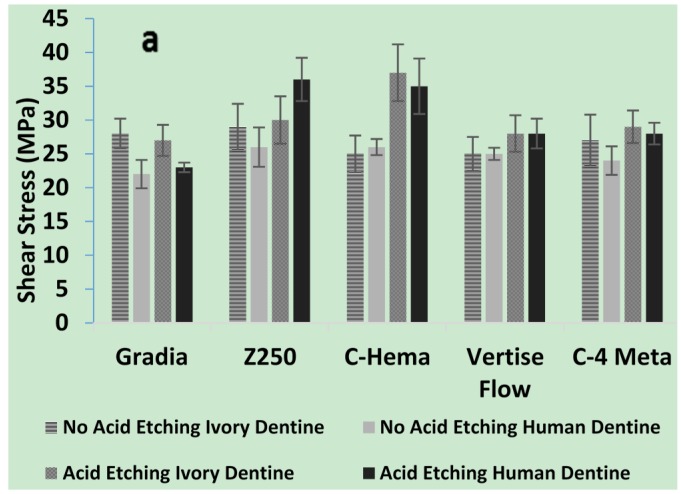 a
Shear Stress (MPa)
45
40
35
30
25
20
15
10
5
0
Gradia Z250 C-Hema Vertise Flow C-4 Meta
No Acid Etching Ivory Dentine No Acid Etching Human Dentine
Acid Etching Ivory Dentine Acid Etching Human Dentine